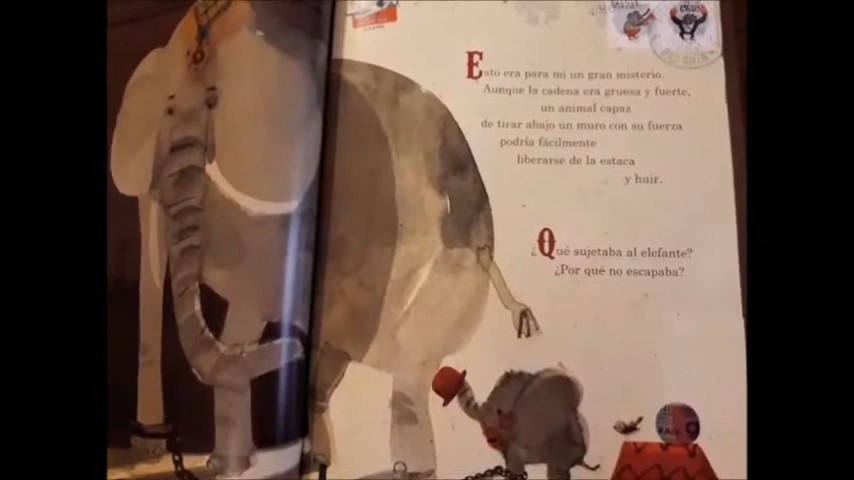 Esto era para mí un gran misterio.
Aunque la cadena era gruesa y fuerte,
un animal capaz
de tirar abajo un muro con su fuerza
podría fácilmente
liberarse de la estaca
y huir.
¿Qué sujetaba al elefante?
¿Por qué no escapaba?